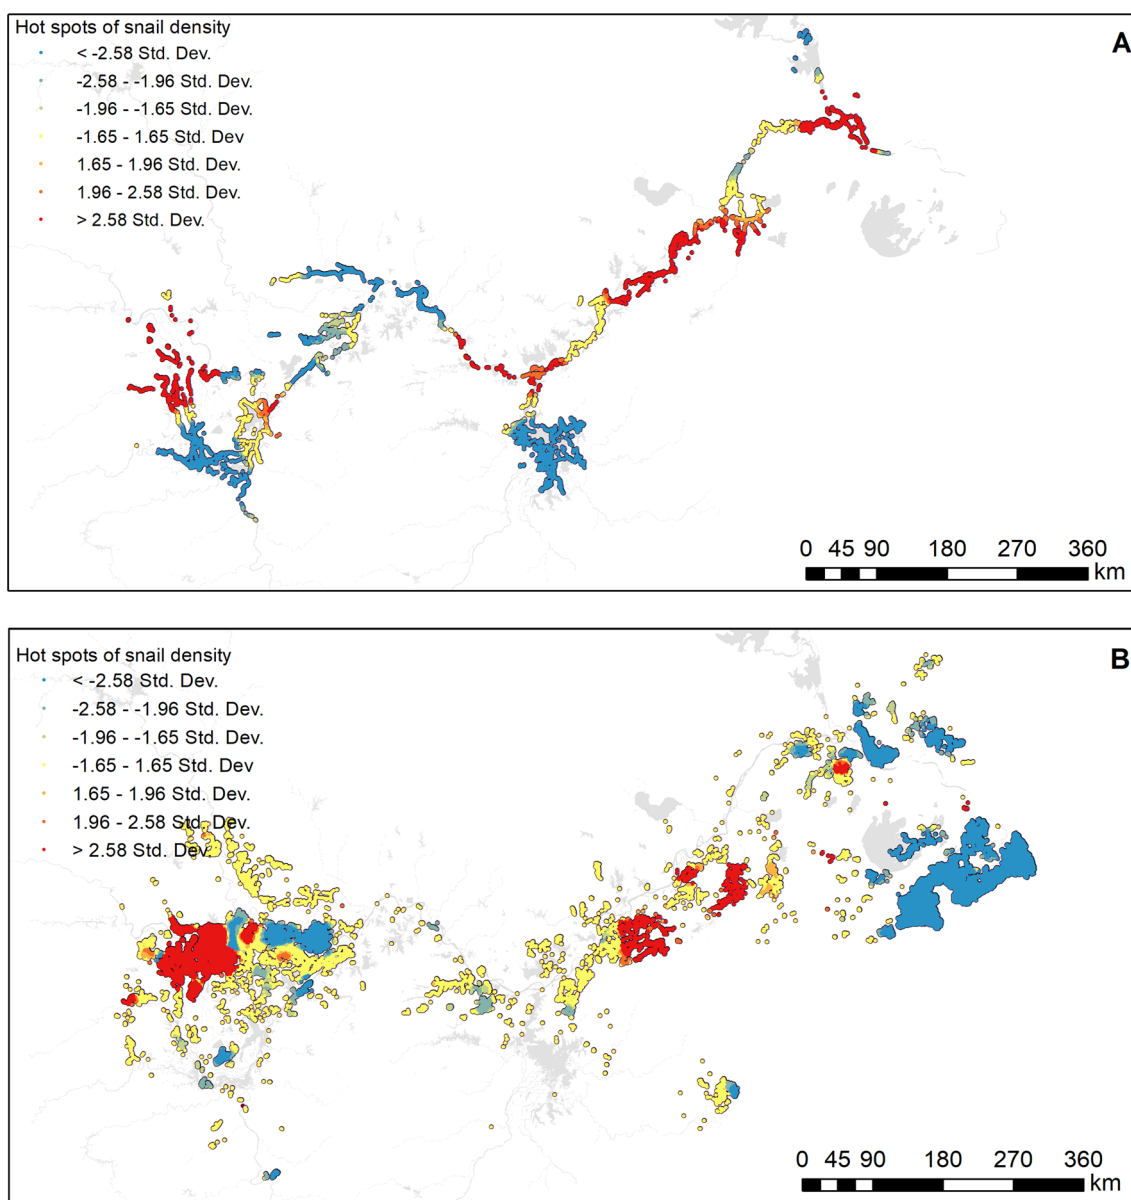 Hot spots of snail density
A
< -2.58 Std. Dev.
-2.58 - -1.96 Std. Dev.
-1.96 - -1.65 Std. Dev.
-1.65 - 1.65 Std. Dev
1.65 - 1.96 Std. Dev.
1.96 - 2.58 Std. Dev.
> 2.58 Std. Dev.
0 45 90 180 270 360
km
Hot spots of snail density
B
< -2.58 Std. Dev.
-2.58 - -1.96 Std. Dev.
-1.96 - -1.65 Std. Dev.
-1.65 - 1.65 Std. Dev
1.65 - 1.96 Std. Dev.
1.96 - 2.58 Std. Dev.
> 2.58 Std. Dev.
0 45 90 180 270 360
km